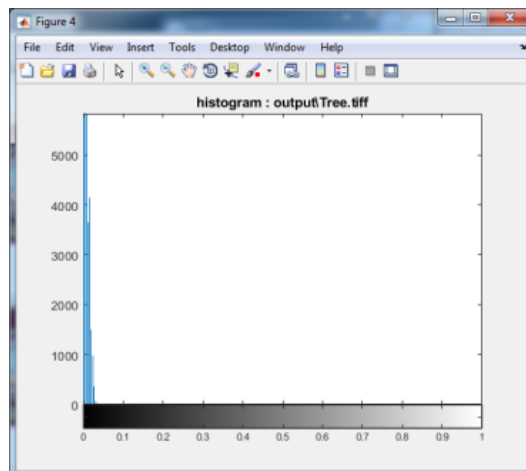 Figure 4
File Edit View Insert Tools Desktop Window Help
histogram : output\Tree.tiff
5000
4000
3000
2000
1000
0
0 0.1 0.2 0.3 0.4 0.5 0.6 0.7 0.8 0.9 1